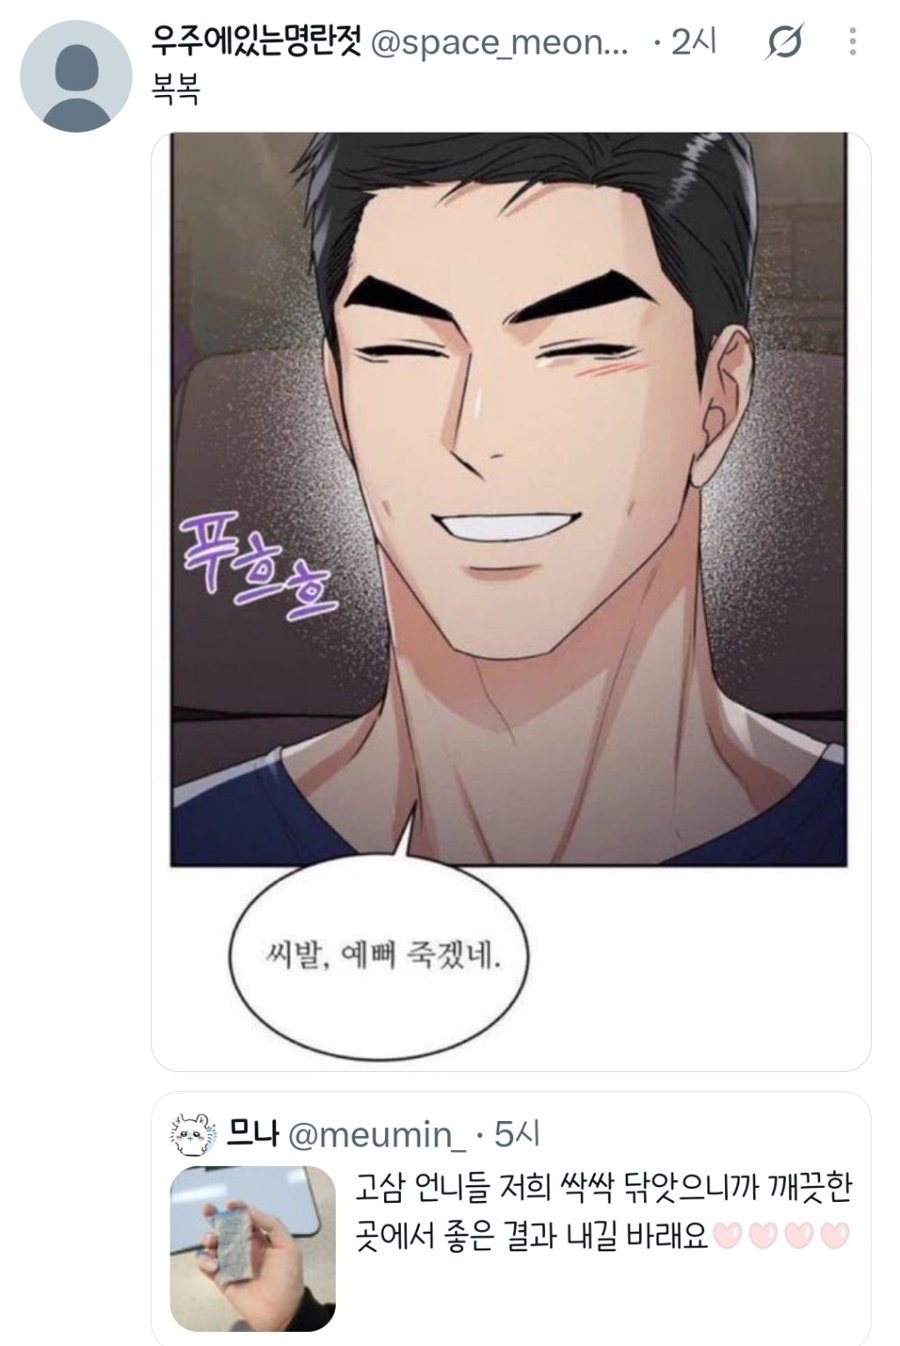 우주에있는명란젓 @space_meon... · 2시
복복
푸흐흐
씨발, 예뻐 죽겠네.
므나 @meumin_ · 5시
고삼 언니들 저희 싹싹 닦앗으니까 깨끗한
곳에서 좋은 결과 내길 바래요🩷🩷🩷🩷